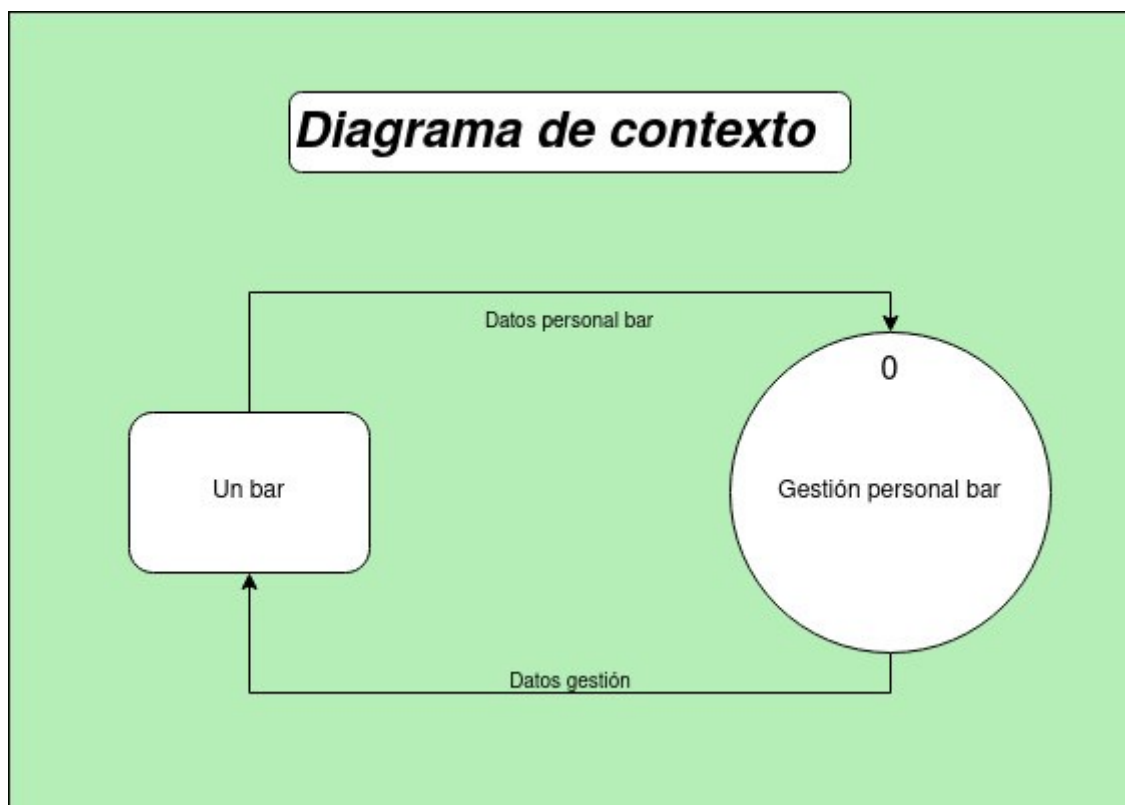 Diagrama de contexto
Datos personal bar
0
Un bar
Gestión personal bar
Datos gestión